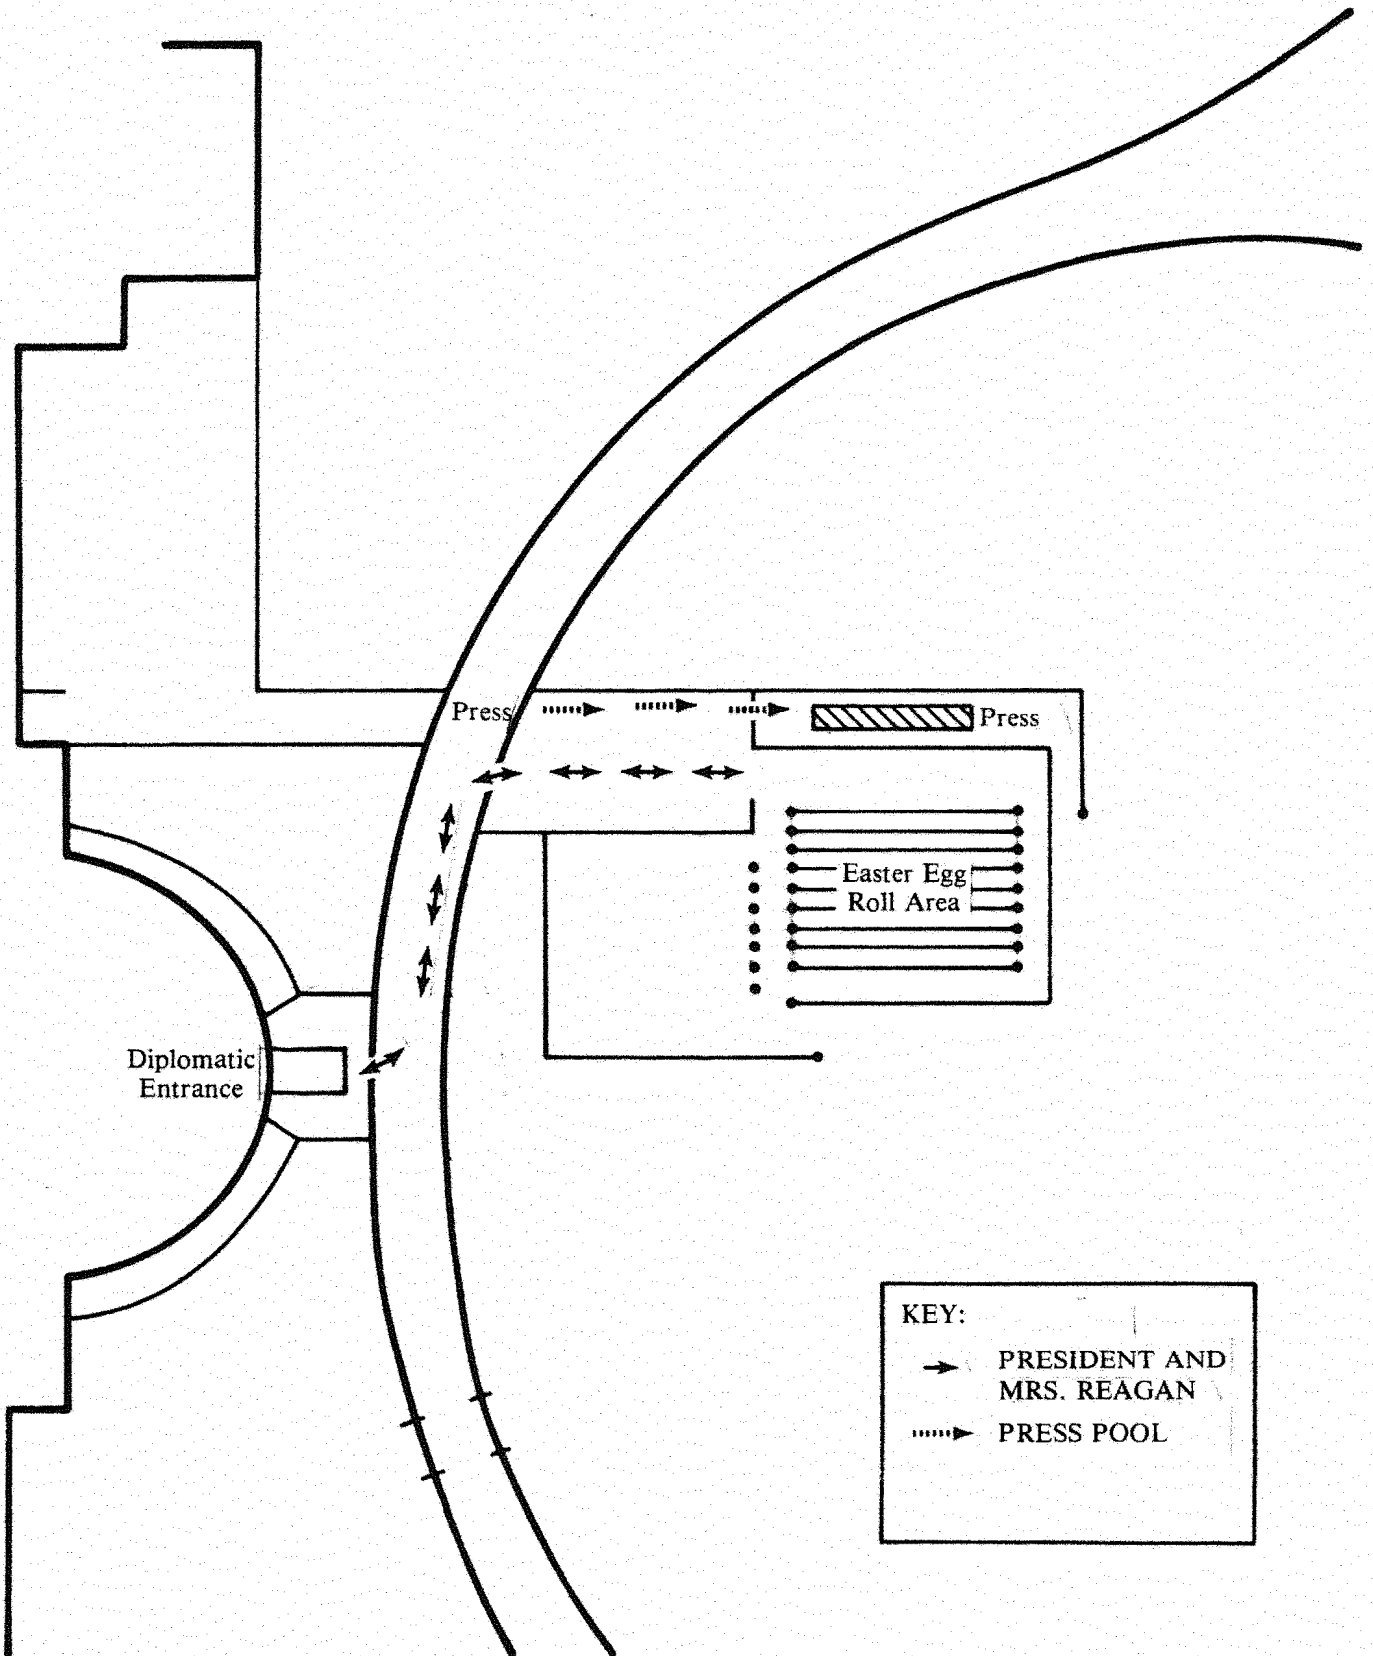 Press
Press
Easter Egg
Roll Area
Diplomatic
Entrance
KEY:
PRESIDENT AND
MRS. REAGAN
PRESS POOL